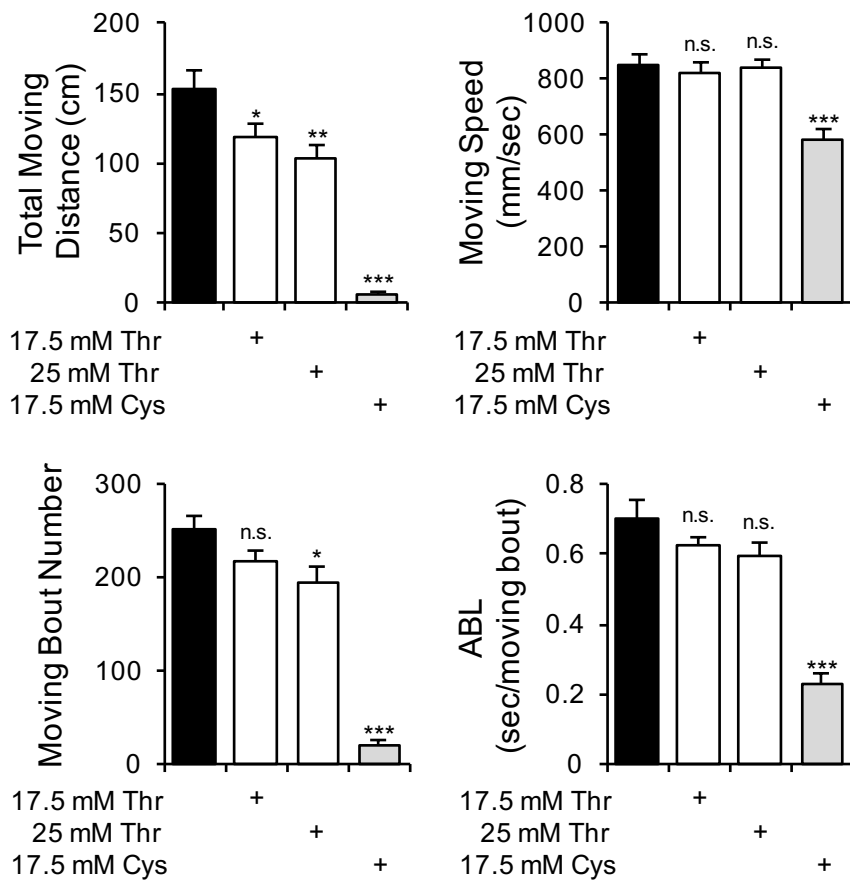 Total Moving
Distance (cm)
200
150
100
50
0
*
**
***
17.5 mM Thr +
25 mM Thr +
17.5 mM Cys +
Moving Speed
(mm/sec)
1000
800
600
400
200
0
n.s.
n.s.
***
17.5 mM Thr +
25 mM Thr +
17.5 mM Cys +
Moving Bout Number
300
200
100
0
n.s.
*
***
17.5 mM Thr +
25 mM Thr +
17.5 mM Cys +
ABL
(sec/moving bout)
0.8
0.6
0.4
0.2
0
n.s.
n.s.
***
17.5 mM Thr +
25 mM Thr +
17.5 mM Cys +